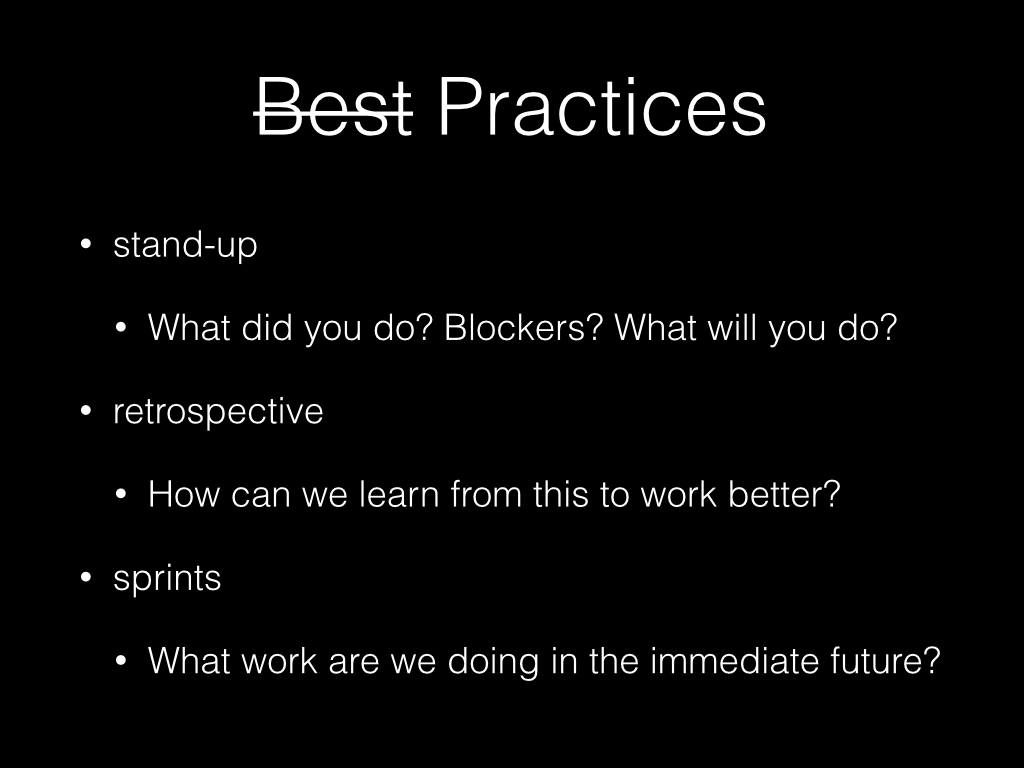 Best Practices
• stand-up
• What did you do? Blockers? What will you do?
• retrospective
• How can we learn from this to work better?
• sprints
• What work are we doing in the immediate future?